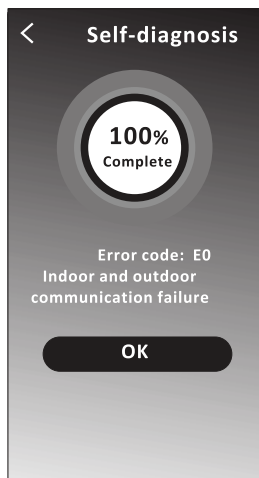 Self-diagnosis
100%
Complete
Error code: E0
Indoor and outdoor
communication failure
OK